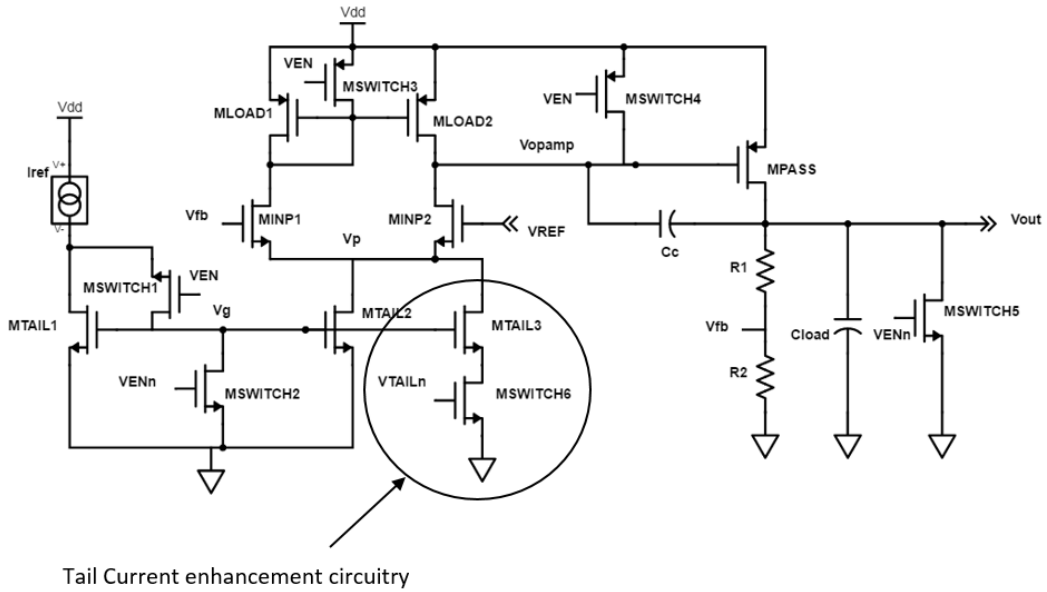 Vdd
VEN
MSWITCH3
MLOAD1
MLOAD2
VEN
MSWITCH4
Vdd
Vopamp
MPASS
V+
Iref
V-
Vfb
MINP1
MINP2
VREF
Vout
Vp
Cc
R1
MSWITCH1
VEN
Vg
MTAIL1
MTAIL2
MTAIL3
Vfb
Cload
VENn
MSWITCH5
VENn
MSWITCH2
VTAILn
MSWITCH6
R2
Tail Current enhancement circuitry